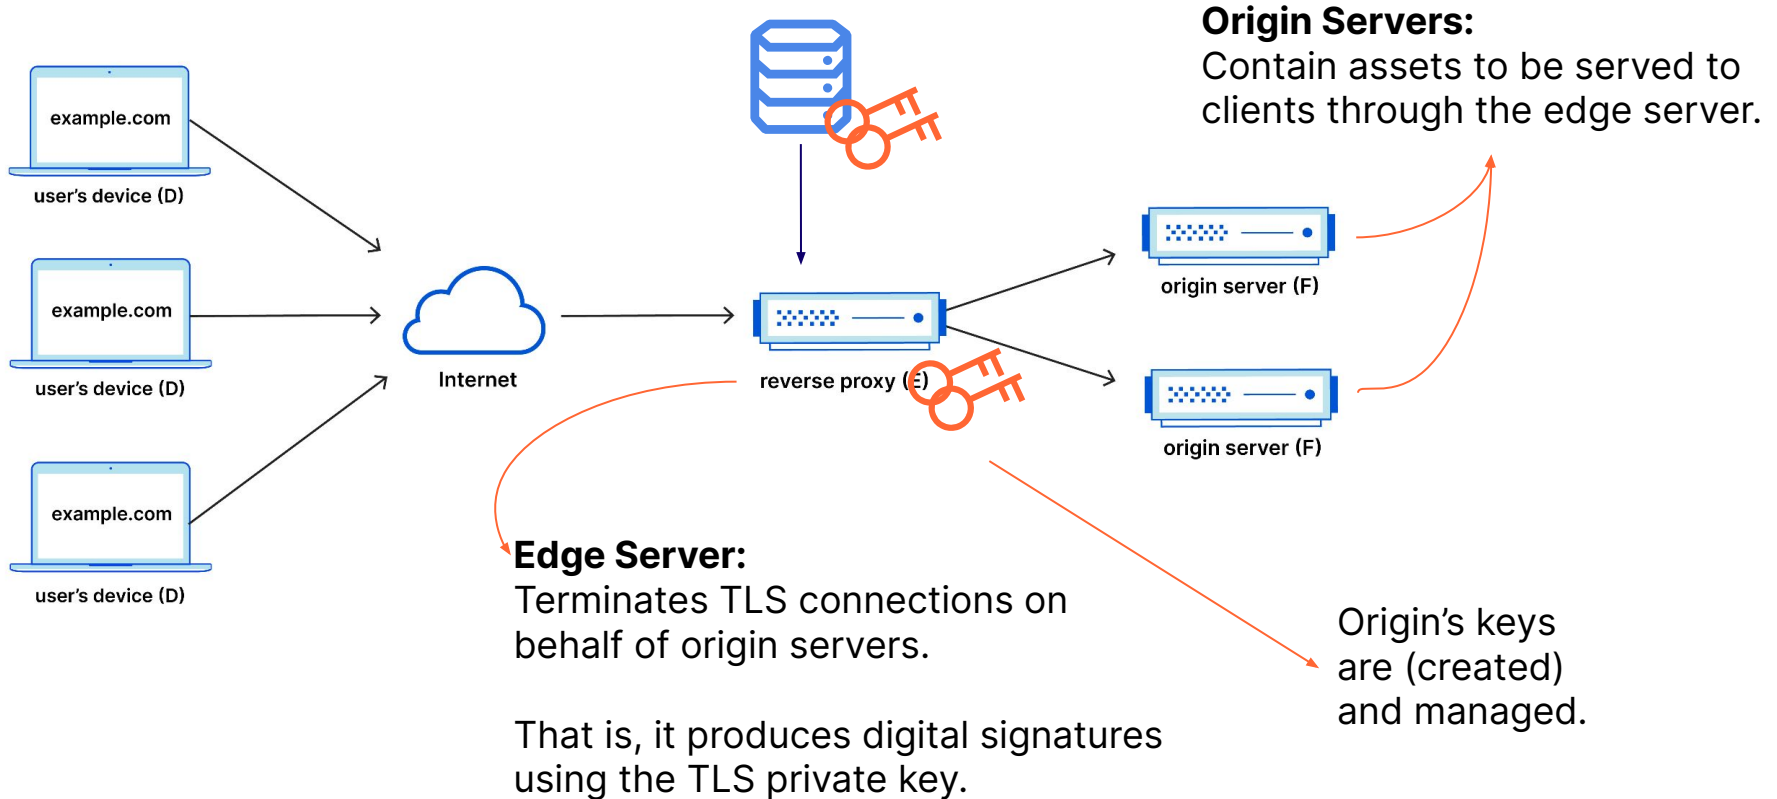 Origin Servers:
Contain assets to be served to
clients through the edge server.
example.com
user's device (D)
example.com
user's device (D)
example.com
user's device (D)
Internet
reverse proxy (E)
origin server (F)
origin server (F)
Edge Server:
Terminates TLS connections on
behalf of origin servers.
That is, it produces digital signatures
using the TLS private key.
Origin’s keys
are (created)
and managed.